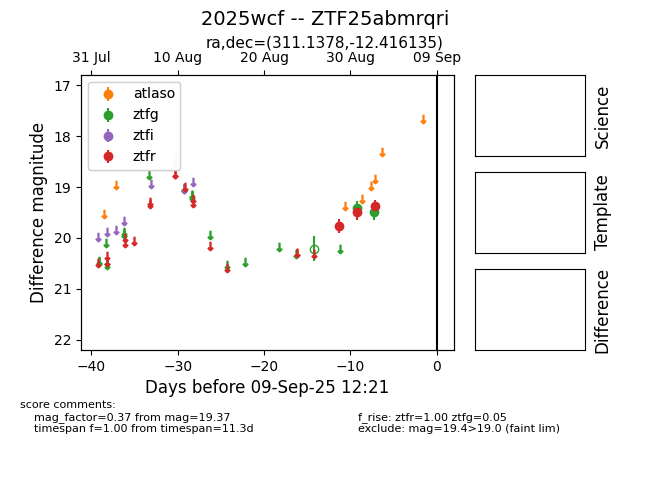 2025wcf -- ZTF25abmrqri
ra,dec=(311.1378,-12.416135)
31 Jul 10 Aug 20 Aug 30 Aug 09 Sep
atlaso
ztfg
ztfi
ztfr
17
18
19
20
21
22
Difference magnitude
−40 −30 −20 −10 0
Days before 09-Sep-25 12:21
Science
Template
Difference
score comments:
mag_factor=0.37 from mag=19.37
timespan f=1.00 from timespan=11.3d
f_rise: ztfr=1.00 ztfg=0.05
exclude: mag=19.4>19.0 (faint lim)